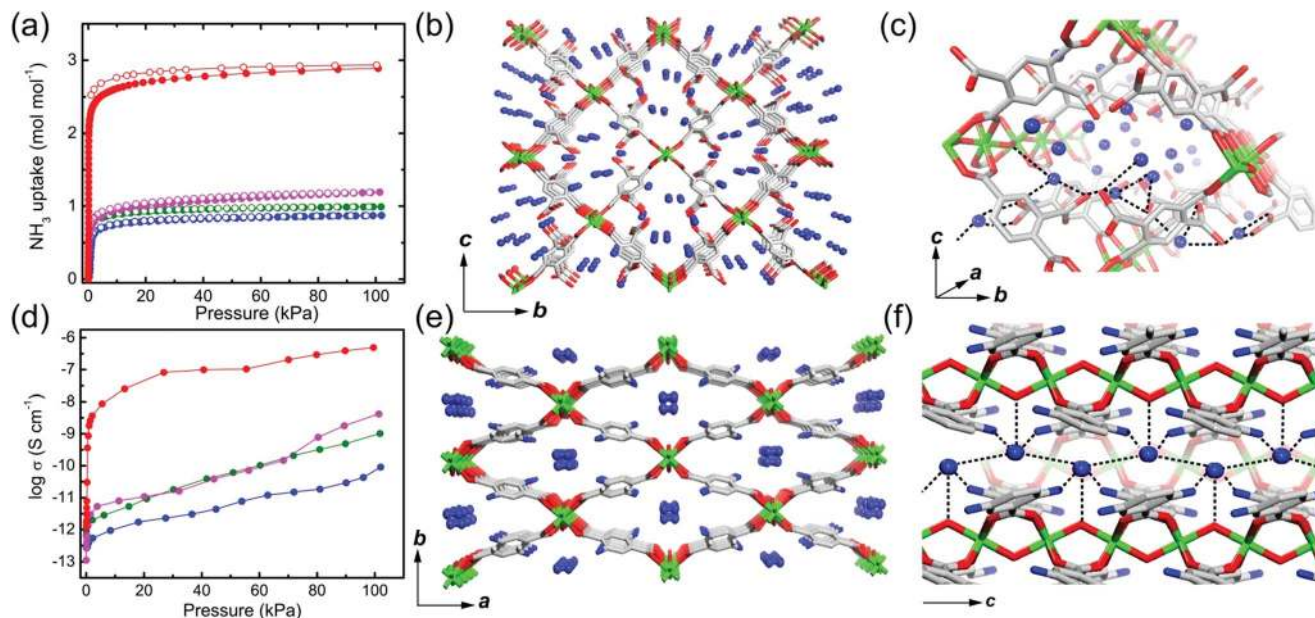 (a)
NH₃ uptake (mol mol⁻¹)
3
2
1
0
0 20 40 60 80 100
Pressure (kPa)
(b)
c
b
(c)
c
a
b
(d)
log σ (S cm⁻¹)
-6
-7
-8
-9
-10
-11
-12
-13
0 20 40 60 80 100
Pressure (kPa)
(e)
b
a
(f)
c